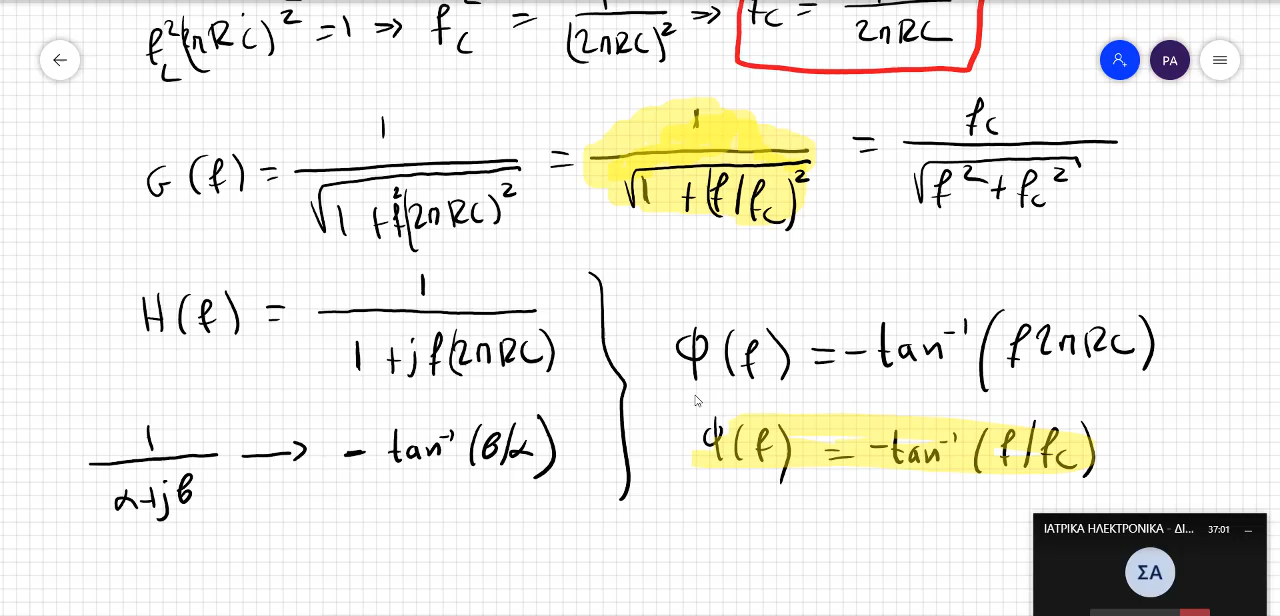 f_c²(2πRC)² = 1 ⇒ f_c² = 1/(2πRC)² ⇒ f_c = 1/2πRC
PA
G(f) = 1/√(1 + f²(2πRC)²) = 1/√(1 + (f/f_c)²) = f_c/√(f² + f_c²)
H(f) = 1/(1 + jf(2πRC))
φ(f) = -tan⁻¹(f2πRC)
1/(α+jβ) → - tan⁻¹(β/α)
φ(f) = -tan⁻¹(f/f_c)
ΙΑΤΡΙΚΑ ΗΛΕΚΤΡΟΝΙΚΑ - ΔΙ... 37:01
ΣΑ